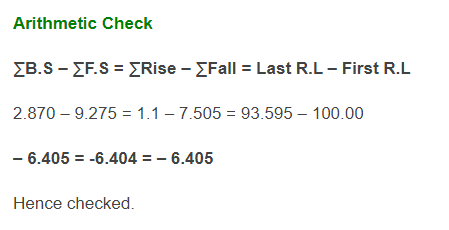 Arithmetic Check
∑B.S – ∑F.S = ∑Rise – ∑Fall = Last R.L – First R.L
2.870 – 9.275 = 1.1 – 7.505 = 93.595 – 100.00
– 6.405 = -6.404 = – 6.405
Hence checked.